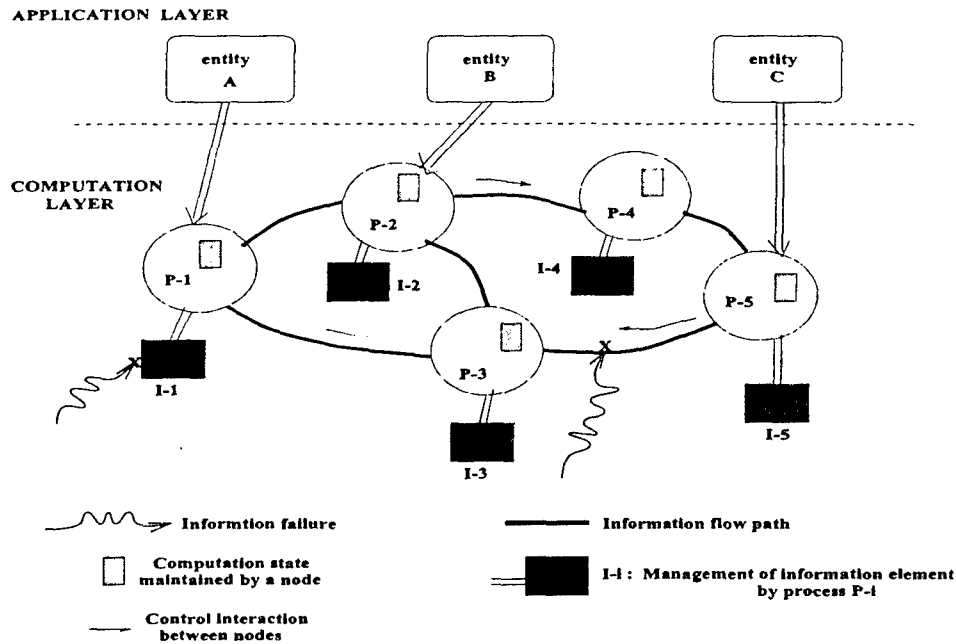 APPLICATION LAYER
entity
A
entity
B
entity
C
COMPUTATION
LAYER
P-1
P-2
P-4
P-5
P-3
I-1
I-2
I-4
I-3
I-5
Informtion failure
Information flow path
Computation state
maintained by a node
I-i : Management of information element
by process P-i
Control interaction
between nodes